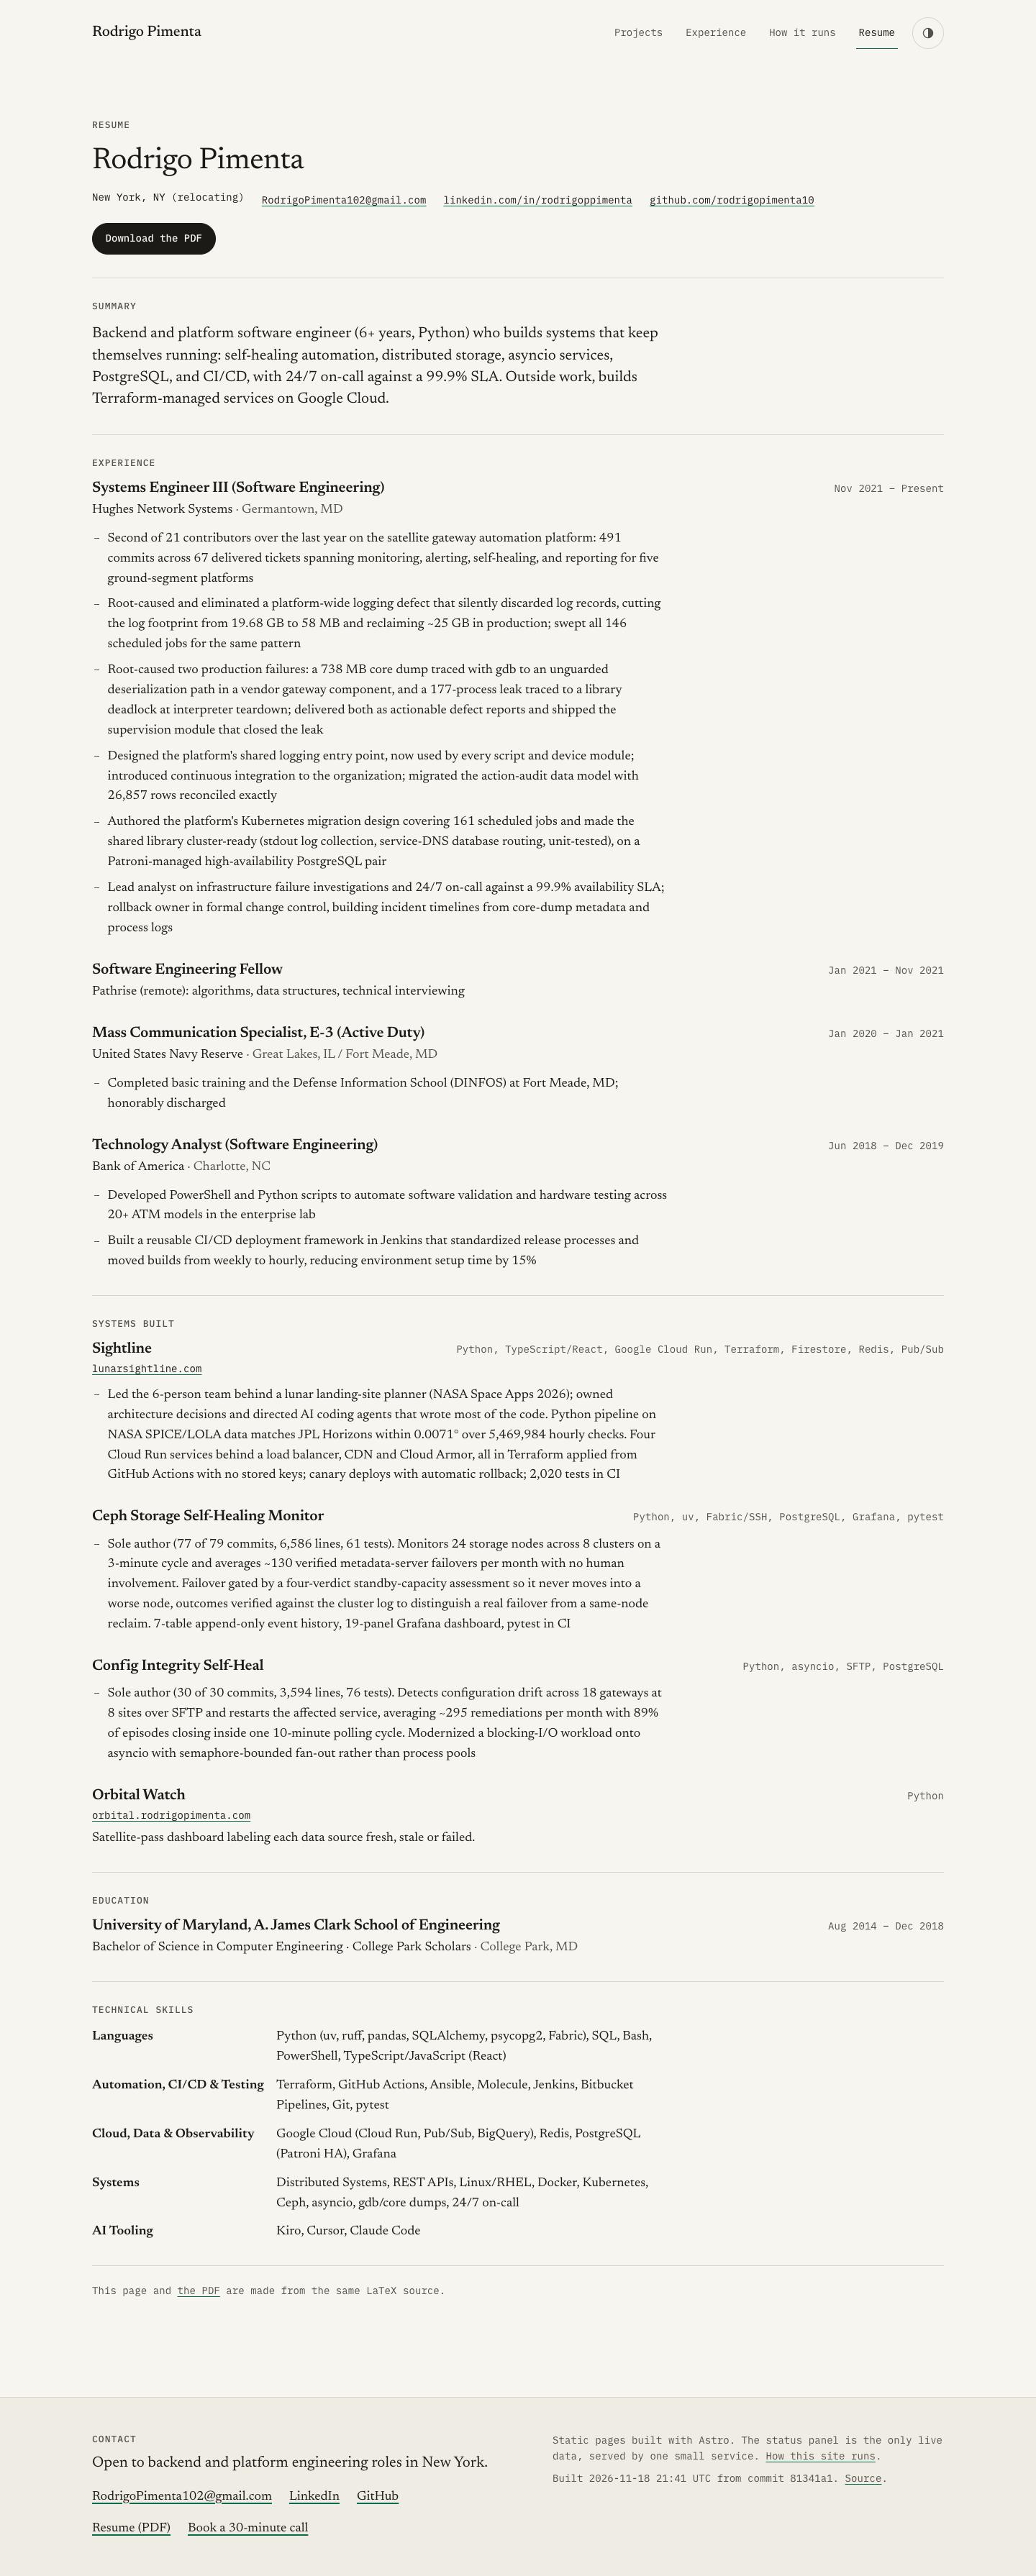 Rodrigo Pimenta
Projects Experience How it runs Resume
RESUME
Rodrigo Pimenta
New York, NY (relocating) RodrigoPimenta102@gmail.com linkedin.com/in/rodrigoppimenta github.com/rodrigopimenta10
Download the PDF
SUMMARY
Backend and platform software engineer (6+ years, Python) who builds systems that keep
themselves running: self-healing automation, distributed storage, asyncio services,
PostgreSQL, and CI/CD, with 24/7 on-call against a 99.9% SLA. Outside work, builds
Terraform-managed services on Google Cloud.
EXPERIENCE
Systems Engineer III (Software Engineering) Nov 2021 – Present
Hughes Network Systems · Germantown, MD
– Second of 21 contributors over the last year on the satellite gateway automation platform: 491
commits across 67 delivered tickets spanning monitoring, alerting, self-healing, and reporting for five
ground-segment platforms
– Root-caused and eliminated a platform-wide logging defect that silently discarded log records, cutting
the log footprint from 19.68 GB to 58 MB and reclaiming ~25 GB in production; swept all 146
scheduled jobs for the same pattern
– Root-caused two production failures: a 738 MB core dump traced with gdb to an unguarded
deserialization path in a vendor gateway component, and a 177-process leak traced to a library
deadlock at interpreter teardown; delivered both as actionable defect reports and shipped the
supervision module that closed the leak
– Designed the platform's shared logging entry point, now used by every script and device module;
introduced continuous integration to the organization; migrated the action-audit data model with
26,857 rows reconciled exactly
– Authored the platform's Kubernetes migration design covering 161 scheduled jobs and made the
shared library cluster-ready (stdout log collection, service-DNS database routing, unit-tested), on a
Patroni-managed high-availability PostgreSQL pair
– Lead analyst on infrastructure failure investigations and 24/7 on-call against a 99.9% availability SLA;
rollback owner in formal change control, building incident timelines from core-dump metadata and
process logs
Software Engineering Fellow Jan 2021 – Nov 2021
Pathrise (remote): algorithms, data structures, technical interviewing
Mass Communication Specialist, E-3 (Active Duty) Jan 2020 – Jan 2021
United States Navy Reserve · Great Lakes, IL / Fort Meade, MD
– Completed basic training and the Defense Information School (DINFOS) at Fort Meade, MD;
honorably discharged
Technology Analyst (Software Engineering) Jun 2018 – Dec 2019
Bank of America · Charlotte, NC
– Developed PowerShell and Python scripts to automate software validation and hardware testing across
20+ ATM models in the enterprise lab
– Built a reusable CI/CD deployment framework in Jenkins that standardized release processes and
moved builds from weekly to hourly, reducing environment setup time by 15%
SYSTEMS BUILT
Sightline Python, TypeScript/React, Google Cloud Run, Terraform, Firestore, Redis, Pub/Sub
lunarsightline.com
– Led the 6-person team behind a lunar landing-site planner (NASA Space Apps 2026); owned
architecture decisions and directed AI coding agents that wrote most of the code. Python pipeline on
NASA SPICE/LOLA data matches JPL Horizons within 0.0071° over 5,469,984 hourly checks. Four
Cloud Run services behind a load balancer, CDN and Cloud Armor, all in Terraform applied from
GitHub Actions with no stored keys; canary deploys with automatic rollback; 2,020 tests in CI
Ceph Storage Self-Healing Monitor Python, uv, Fabric/SSH, PostgreSQL, Grafana, pytest
– Sole author (77 of 79 commits, 6,586 lines, 61 tests). Monitors 24 storage nodes across 8 clusters on a
3-minute cycle and averages ~130 verified metadata-server failovers per month with no human
involvement. Failover gated by a four-verdict standby-capacity assessment so it never moves into a
worse node, outcomes verified against the cluster log to distinguish a real failover from a same-node
reclaim. 7-table append-only event history, 19-panel Grafana dashboard, pytest in CI
Config Integrity Self-Heal Python, asyncio, SFTP, PostgreSQL
– Sole author (30 of 30 commits, 3,594 lines, 76 tests). Detects configuration drift across 18 gateways at
8 sites over SFTP and restarts the affected service, averaging ~295 remediations per month with 89%
of episodes closing inside one 10-minute polling cycle. Modernized a blocking-I/O workload onto
asyncio with semaphore-bounded fan-out rather than process pools
Orbital Watch Python
orbital.rodrigopimenta.com
Satellite-pass dashboard labeling each data source fresh, stale or failed.
EDUCATION
University of Maryland, A. James Clark School of Engineering Aug 2014 – Dec 2018
Bachelor of Science in Computer Engineering · College Park Scholars · College Park, MD
TECHNICAL SKILLS
Languages Python (uv, ruff, pandas, SQLAlchemy, psycopg2, Fabric), SQL, Bash,
PowerShell, TypeScript/JavaScript (React)
Automation, CI/CD & Testing Terraform, GitHub Actions, Ansible, Molecule, Jenkins, Bitbucket
Pipelines, Git, pytest
Cloud, Data & Observability Google Cloud (Cloud Run, Pub/Sub, BigQuery), Redis, PostgreSQL
(Patroni HA), Grafana
Systems Distributed Systems, REST APIs, Linux/RHEL, Docker, Kubernetes,
Ceph, asyncio, gdb/core dumps, 24/7 on-call
AI Tooling Kiro, Cursor, Claude Code
This page and the PDF are made from the same LaTeX source.
CONTACT
Open to backend and platform engineering roles in New York.
RodrigoPimenta102@gmail.com LinkedIn GitHub
Resume (PDF) Book a 30-minute call
Static pages built with Astro. The status panel is the only live
data, served by one small service. How this site runs.
Built 2026-11-18 21:41 UTC from commit 81341a1. Source.